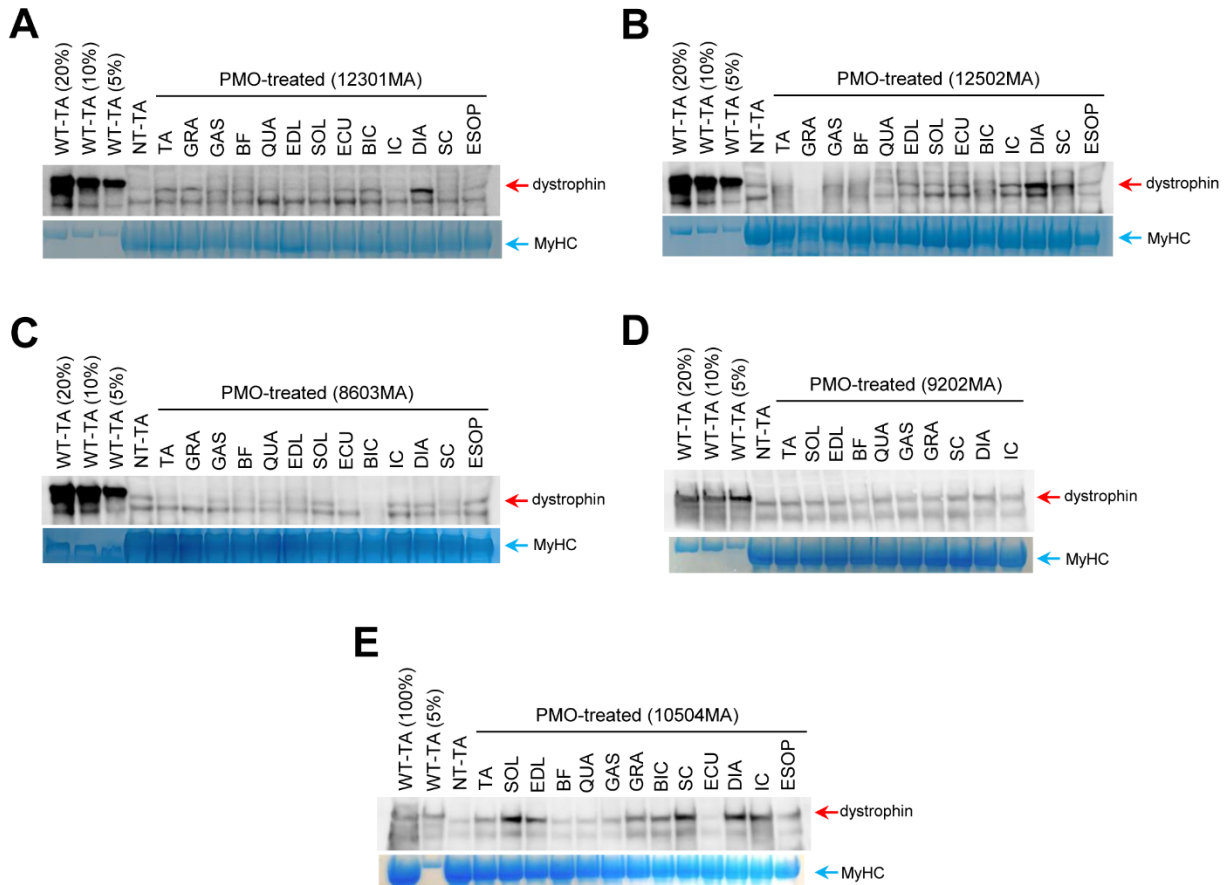 A
PMO-treated (12301MA)
WT-TA (20%)
WT-TA (10%)
WT-TA (5%)
NT-TA
TA
GRA
GAS
BF
QUA
EDL
SOL
ECU
BIC
IC
DIA
SC
ESOP
dystrophin
MyHC
B
PMO-treated (12502MA)
WT-TA (20%)
WT-TA (10%)
WT-TA (5%)
NT-TA
TA
GRA
GAS
BF
QUA
EDL
SOL
ECU
BIC
IC
DIA
SC
ESOP
dystrophin
MyHC
C
PMO-treated (8603MA)
WT-TA (20%)
WT-TA (10%)
WT-TA (5%)
NT-TA
TA
GRA
GAS
BF
QUA
EDL
SOL
ECU
BIC
IC
DIA
SC
ESOP
dystrophin
MyHC
D
PMO-treated (9202MA)
WT-TA (20%)
WT-TA (10%)
WT-TA (5%)
NT-TA
TA
SOL
EDL
BF
QUA
GAS
GRA
SC
DIA
IC
dystrophin
MyHC
E
PMO-treated (10504MA)
WT-TA (100%)
WT-TA (5%)
NT-TA
TA
SOL
EDL
BF
QUA
GAS
GRA
BIC
SC
ECU
DIA
IC
ESOP
dystrophin
MyHC